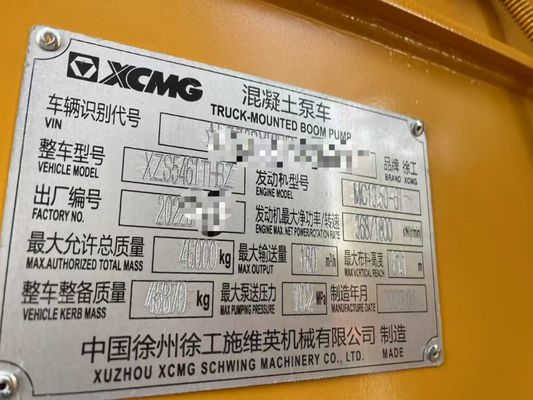 XCMG
混凝土泵车
TRUCK-MOUNTED BOOM PUMP
车辆识别代号
VIN
整车型号
VEHICLE MODEL
发动机型号
ENGINE MODEL
品牌 徐工
BRAND XCMG
出厂编号
FACTORY NO.
发动机最大净功率/转速
ENGINE MAX. NET POWER/ROTATION RATE
kW/(r/min)
最大允许总质量
MAX.AUTHORIZED TOTAL MASS
46000 kg
最大输送量
MAX OUTPUT
180 m³/h
最大布料高度
MAX.VCHTICAL REACH
m
整车整备质量
VEHICLE KERB MASS
45870 kg
最大泵送压力
MAX PUMPING PRESSURE
MPa
制造年月
MANUFACTURE DATE
中国徐州徐工施维英机械有限公司 制造
XUZHOU XCMG SCHWING MACHINERY CO., LTD. MADE